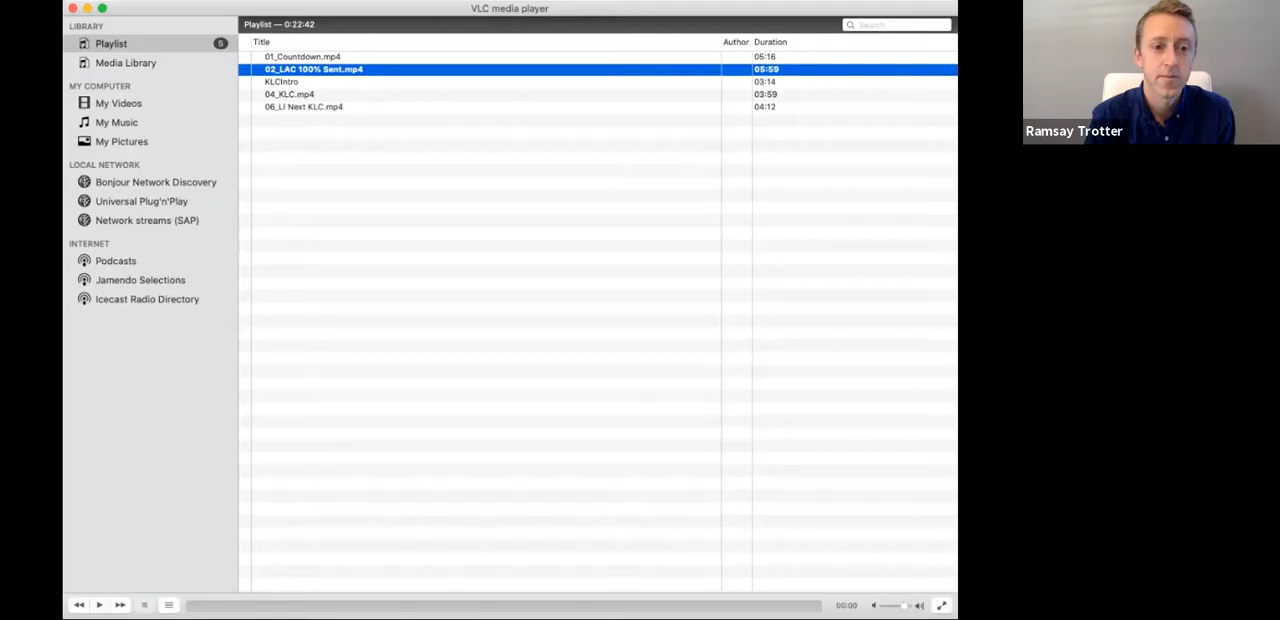 VLC media player
LIBRARY
Playlist 5
Media Library
MY COMPUTER
My Videos
My Music
My Pictures
LOCAL NETWORK
Bonjour Network Discovery
Universal Plug'n'Play
Network streams (SAP)
INTERNET
Podcasts
Jamendo Selections
Icecast Radio Directory
Playlist — 0:22:42
Search
Title Author Duration
01_Countdown.mp4 05:16
02_LAC 100% Sent.mp4 05:59
KLCIntro 03:14
04_KLC.mp4 03:59
06_LI Next KLC.mp4 04:12
00:00
Ramsay Trotter